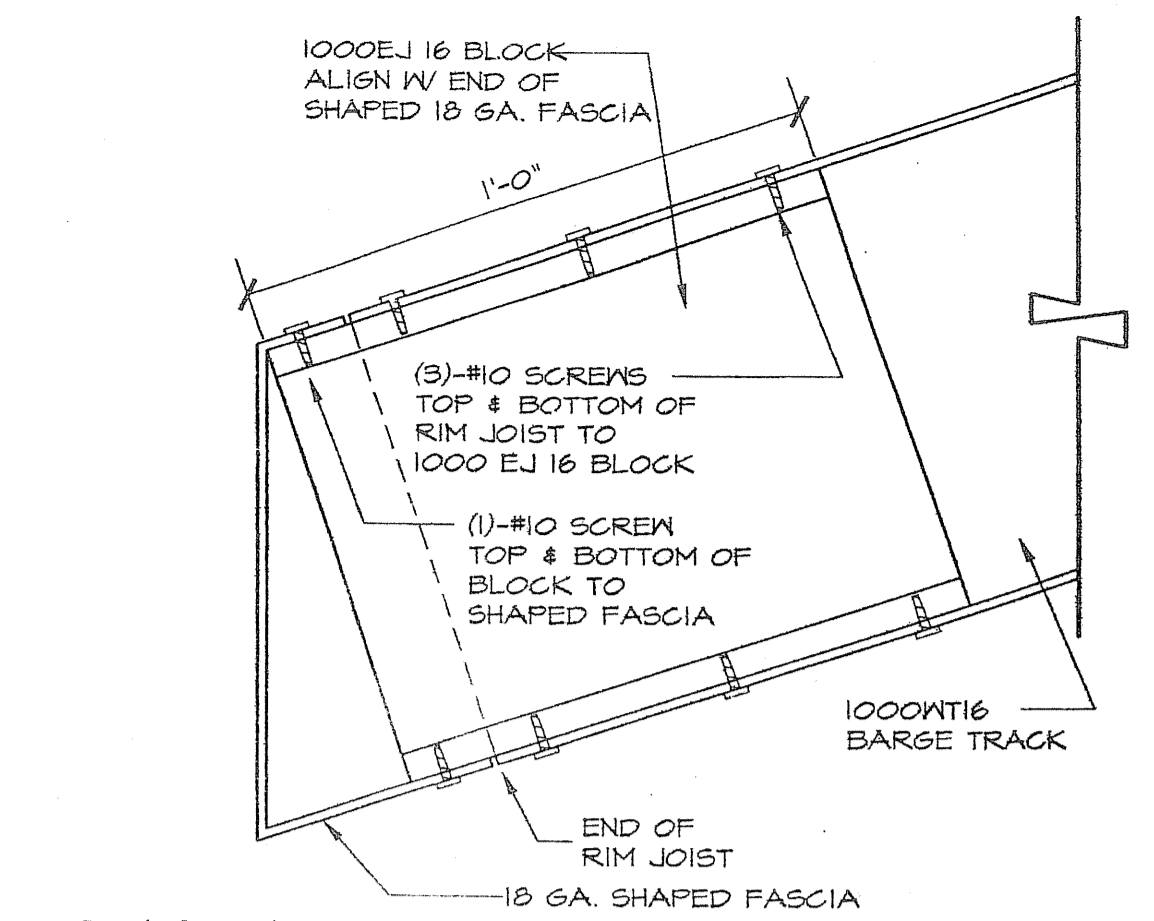 1000EJ 16 BLOCK
ALIGN W/ END OF
SHAPED 18 GA. FASCIA
1'-0"
(3)-#10 SCREWS
TOP & BOTTOM OF
RIM JOIST TO
1000 EJ 16 BLOCK
(1)-#10 SCREW
TOP & BOTTOM OF
BLOCK TO
SHAPED FASCIA
1000WT16
BARGE TRACK
END OF
RIM JOIST
18 GA. SHAPED FASCIA